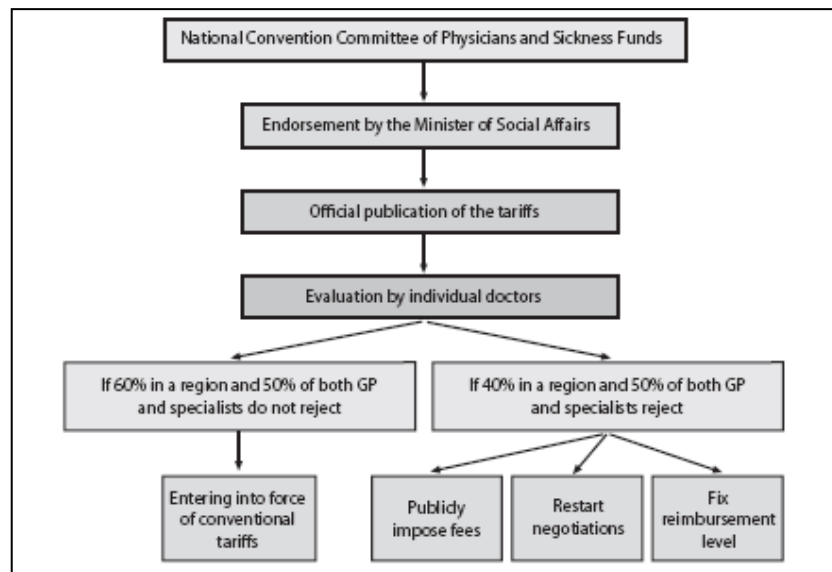 National Convention Committee of Physicians and Sickness Funds
Endorsement by the Minister of Social Affairs
Official publication of the tariffs
Evaluation by individual doctors
If 60% in a region and 50% of both GP
and specialists do not reject
If 40% in a region and 50% of both GP
and specialists reject
Entering into force
of conventional
tariffs
Publicly
impose fees
Restart
negotiations
Fix
reimbursement
level